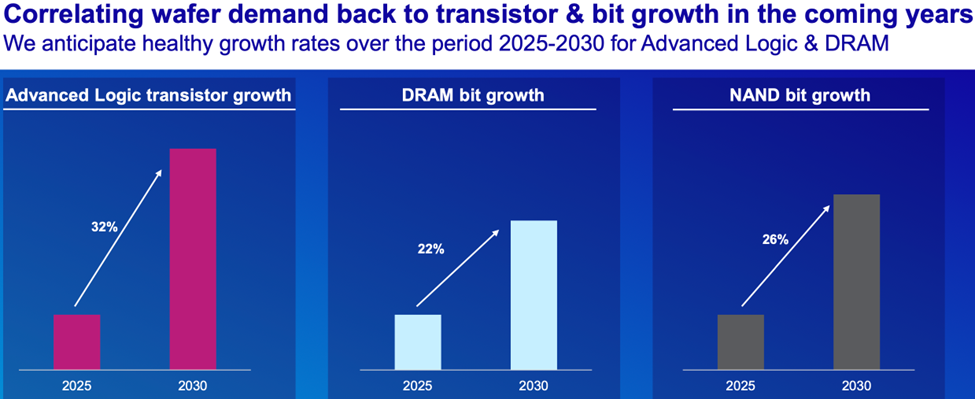 Correlating wafer demand back to transistor & bit growth in the coming years
We anticipate healthy growth rates over the period 2025-2030 for Advanced Logic & DRAM
Advanced Logic transistor growth
32%
2025
2030
DRAM bit growth
22%
2025
2030
NAND bit growth
26%
2025
2030